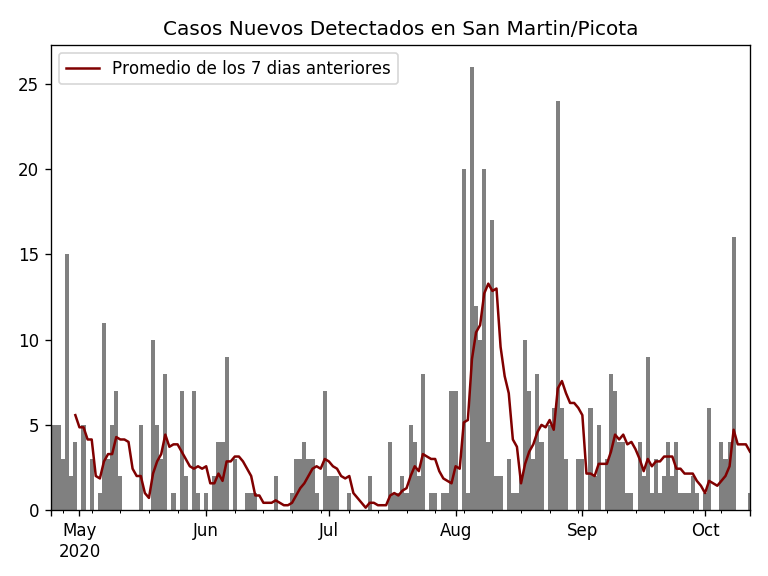 Casos Nuevos Detectados en San Martin/Picota
Promedio de los 7 dias anteriores
25
20
15
10
5
0
May Jun Jul Aug Sep Oct
2020